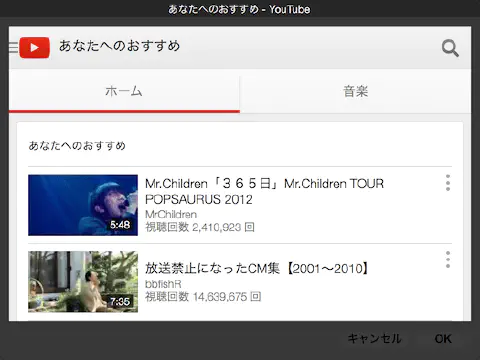 あなたへのおすすめ - YouTube
あなたへのおすすめ
ホーム
音楽
あなたへのおすすめ
Mr.Children「３６５日」Mr.Children TOUR
POPSAURUS 2012
MrChildren
視聴回数 2,410,923 回
5:48
放送禁止になったCM集【2001〜2010】
bbfishR
視聴回数 14,639,675 回
7:35
キャンセル
OK